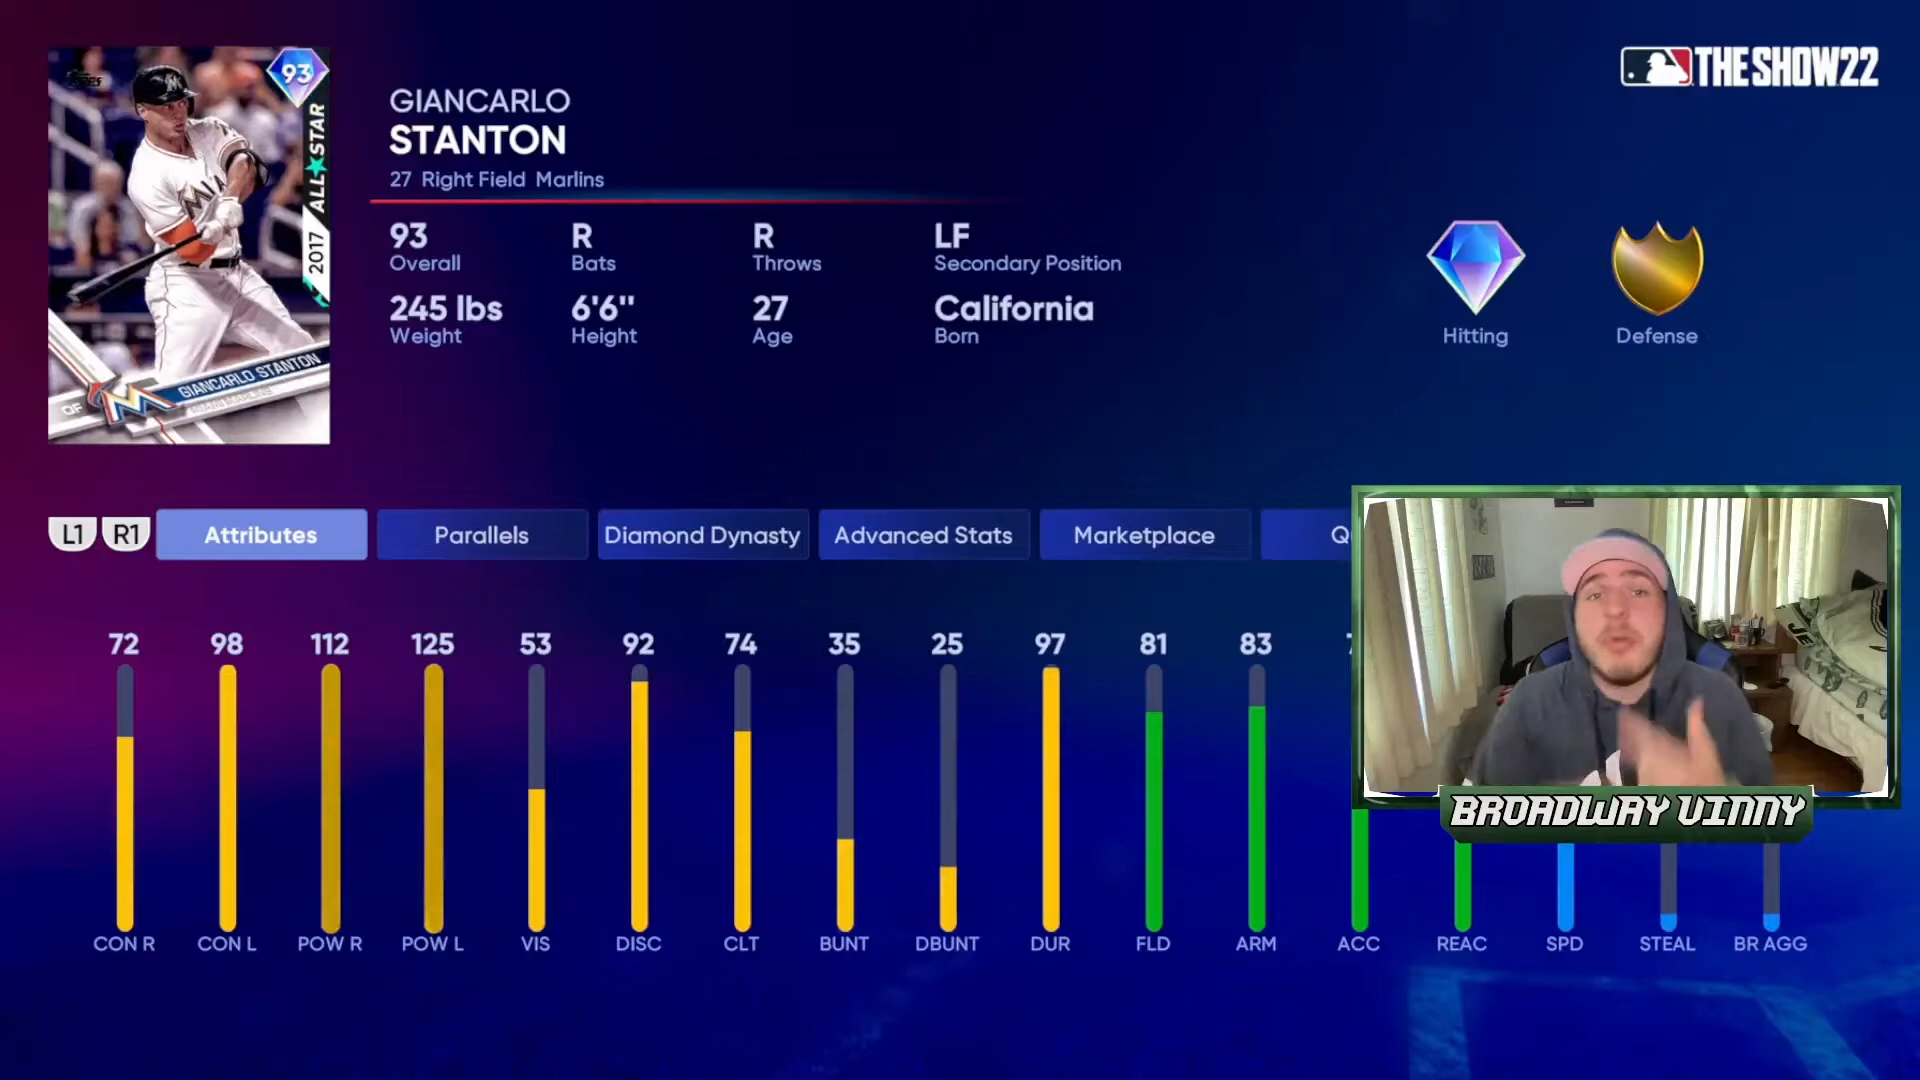 93
2017 ALL★STAR
OF
GIANCARLO STANTON
MIAMI MARLINS
THE SHOW22
GIANCARLO
STANTON
27 Right Field Marlins
93 R R LF
Overall Bats Throws Secondary Position
245 lbs 6'6" 27 California
Weight Height Age Born
Hitting Defense
L1 R1 Attributes Parallels Diamond Dynasty Advanced Stats Marketplace Q
72 98 112 125 53 92 74 35 25 97 81 83
BROADWAY VINNY
CON R CON L POW R POW L VIS DISC CLT BUNT DBUNT DUR FLD ARM ACC REAC SPD STEAL BR AGG